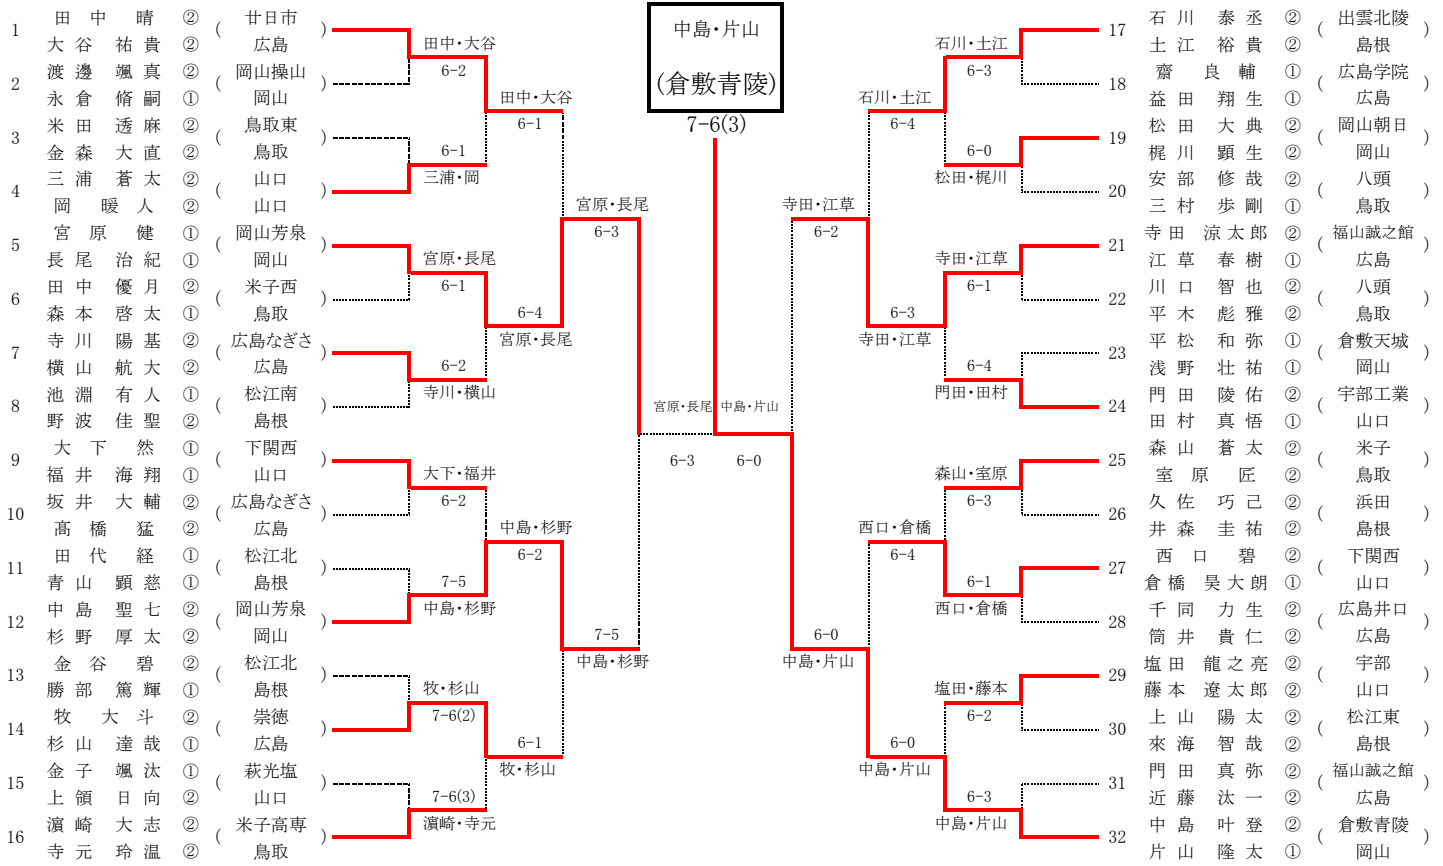 中島・片山
(倉敷青陵)
7-6(3)
1 田中 晴 ② ( 廿日市 )
大谷 祐貴 ② 広島
2 渡邊 颯真 ② ( 岡山操山 )
永倉 脩嗣 ① 岡山
3 米田 透麻 ② ( 鳥取東 )
金森 大直 ② 鳥取
4 三浦 蒼太 ② ( 山口 )
岡 暖人 ② 山口
5 宮原 健 ① ( 岡山芳泉 )
長尾 治紀 ① 岡山
6 田中 優月 ② ( 米子西 )
森本 啓太 ① 鳥取
7 寺川 陽基 ② ( 広島なぎさ )
横山 航大 ② 広島
8 池淵 有人 ① ( 松江南 )
野波 佳聖 ② 島根
9 大下 然 ① ( 下関西 )
福井 海翔 ① 山口
10 坂井 大輔 ② ( 広島なぎさ )
髙橋 猛 ② 広島
11 田代 経 ① ( 松江北 )
青山 顕慈 ① 島根
12 中島 聖七 ② ( 岡山芳泉 )
杉野 厚太 ② 岡山
13 金谷 碧 ② ( 松江北 )
勝部 篤輝 ① 島根
14 牧 大斗 ② ( 崇徳 )
杉山 達哉 ① 広島
15 金子 颯汰 ① ( 萩光塩 )
上領 日向 ② 山口
16 濵崎 大志 ② ( 米子高専 )
寺元 玲温 ② 鳥取
田中・大谷
6-2
6-1
三浦・岡
宮原・長尾
6-1
6-2
寺川・横山
大下・福井
6-2
7-5
中島・杉野
牧・杉山
7-6(2)
7-6(3)
濵崎・寺元
田中・大谷
6-1
6-4
宮原・長尾
中島・杉野
6-2
6-1
牧・杉山
宮原・長尾
6-3
7-5
中島・杉野
宮原・長尾 中島・片山
6-3 6-0
寺田・江草
6-2
6-0
中島・片山
石川・土江
6-4
6-3
寺田・江草
西口・倉橋
6-4
6-0
中島・片山
石川・土江
6-3
6-0
松田・梶川
寺田・江草
6-1
6-4
門田・田村
森山・室原
6-3
6-1
西口・倉橋
塩田・藤本
6-2
6-3
中島・片山
17 石川 泰丞 ② ( 出雲北陵 )
土江 裕貴 ② 島根
18 齋 良輔 ① ( 広島学院 )
益田 翔生 ① 広島
19 松田 大典 ② ( 岡山朝日 )
梶川 顕生 ② 岡山
20 安部 修哉 ② ( 八頭 )
三村 歩剛 ① 鳥取
21 寺田 涼太郎 ② ( 福山誠之館 )
江草 春樹 ① 広島
22 川口 智也 ② ( 八頭 )
平木 彪雅 ② 鳥取
23 平松 和弥 ① ( 倉敷天城 )
浅野 壮祐 ① 岡山
24 門田 陵佑 ② ( 宇部工業 )
田村 真悟 ① 山口
25 森山 蒼太 ② ( 米子 )
室原 匠 ② 鳥取
26 久佐 巧己 ② ( 浜田 )
井森 圭祐 ② 島根
27 西口 碧 ② ( 下関西 )
倉橋 昊大朗 ① 山口
28 千同 力生 ② ( 広島井口 )
筒井 貴仁 ② 広島
29 塩田 龍之亮 ② ( 宇部 )
藤本 遼太郎 ② 山口
30 上山 陽太 ② ( 松江東 )
來海 智哉 ② 島根
31 門田 真弥 ② ( 福山誠之館 )
近藤 汰一 ② 広島
32 中島 叶登 ② ( 倉敷青陵 )
片山 隆太 ① 岡山